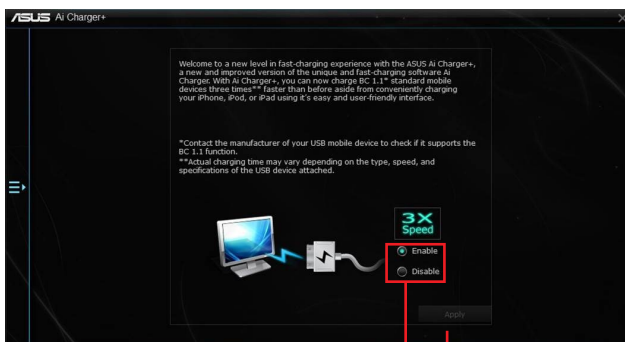 ASUS Ai Charger+
Welcome to a new level in fast-charging experience with the ASUS Ai Charger+,
a new and improved version of the unique and fast-charging software Ai
Charger. With Ai Charger+, you can now charge BC 1.1* standard mobile
devices three times** faster than before aside from conveniently charging
your iPhone, iPod, or iPad using it's easy and user-friendly interface.
*Contact the manufacturer of your USB mobile device to check if it supports the
BC 1.1 function.
**Actual charging time may vary depending on the type, speed, and
specifications of the USB device attached.
3X
Speed
Enable
Disable
Apply